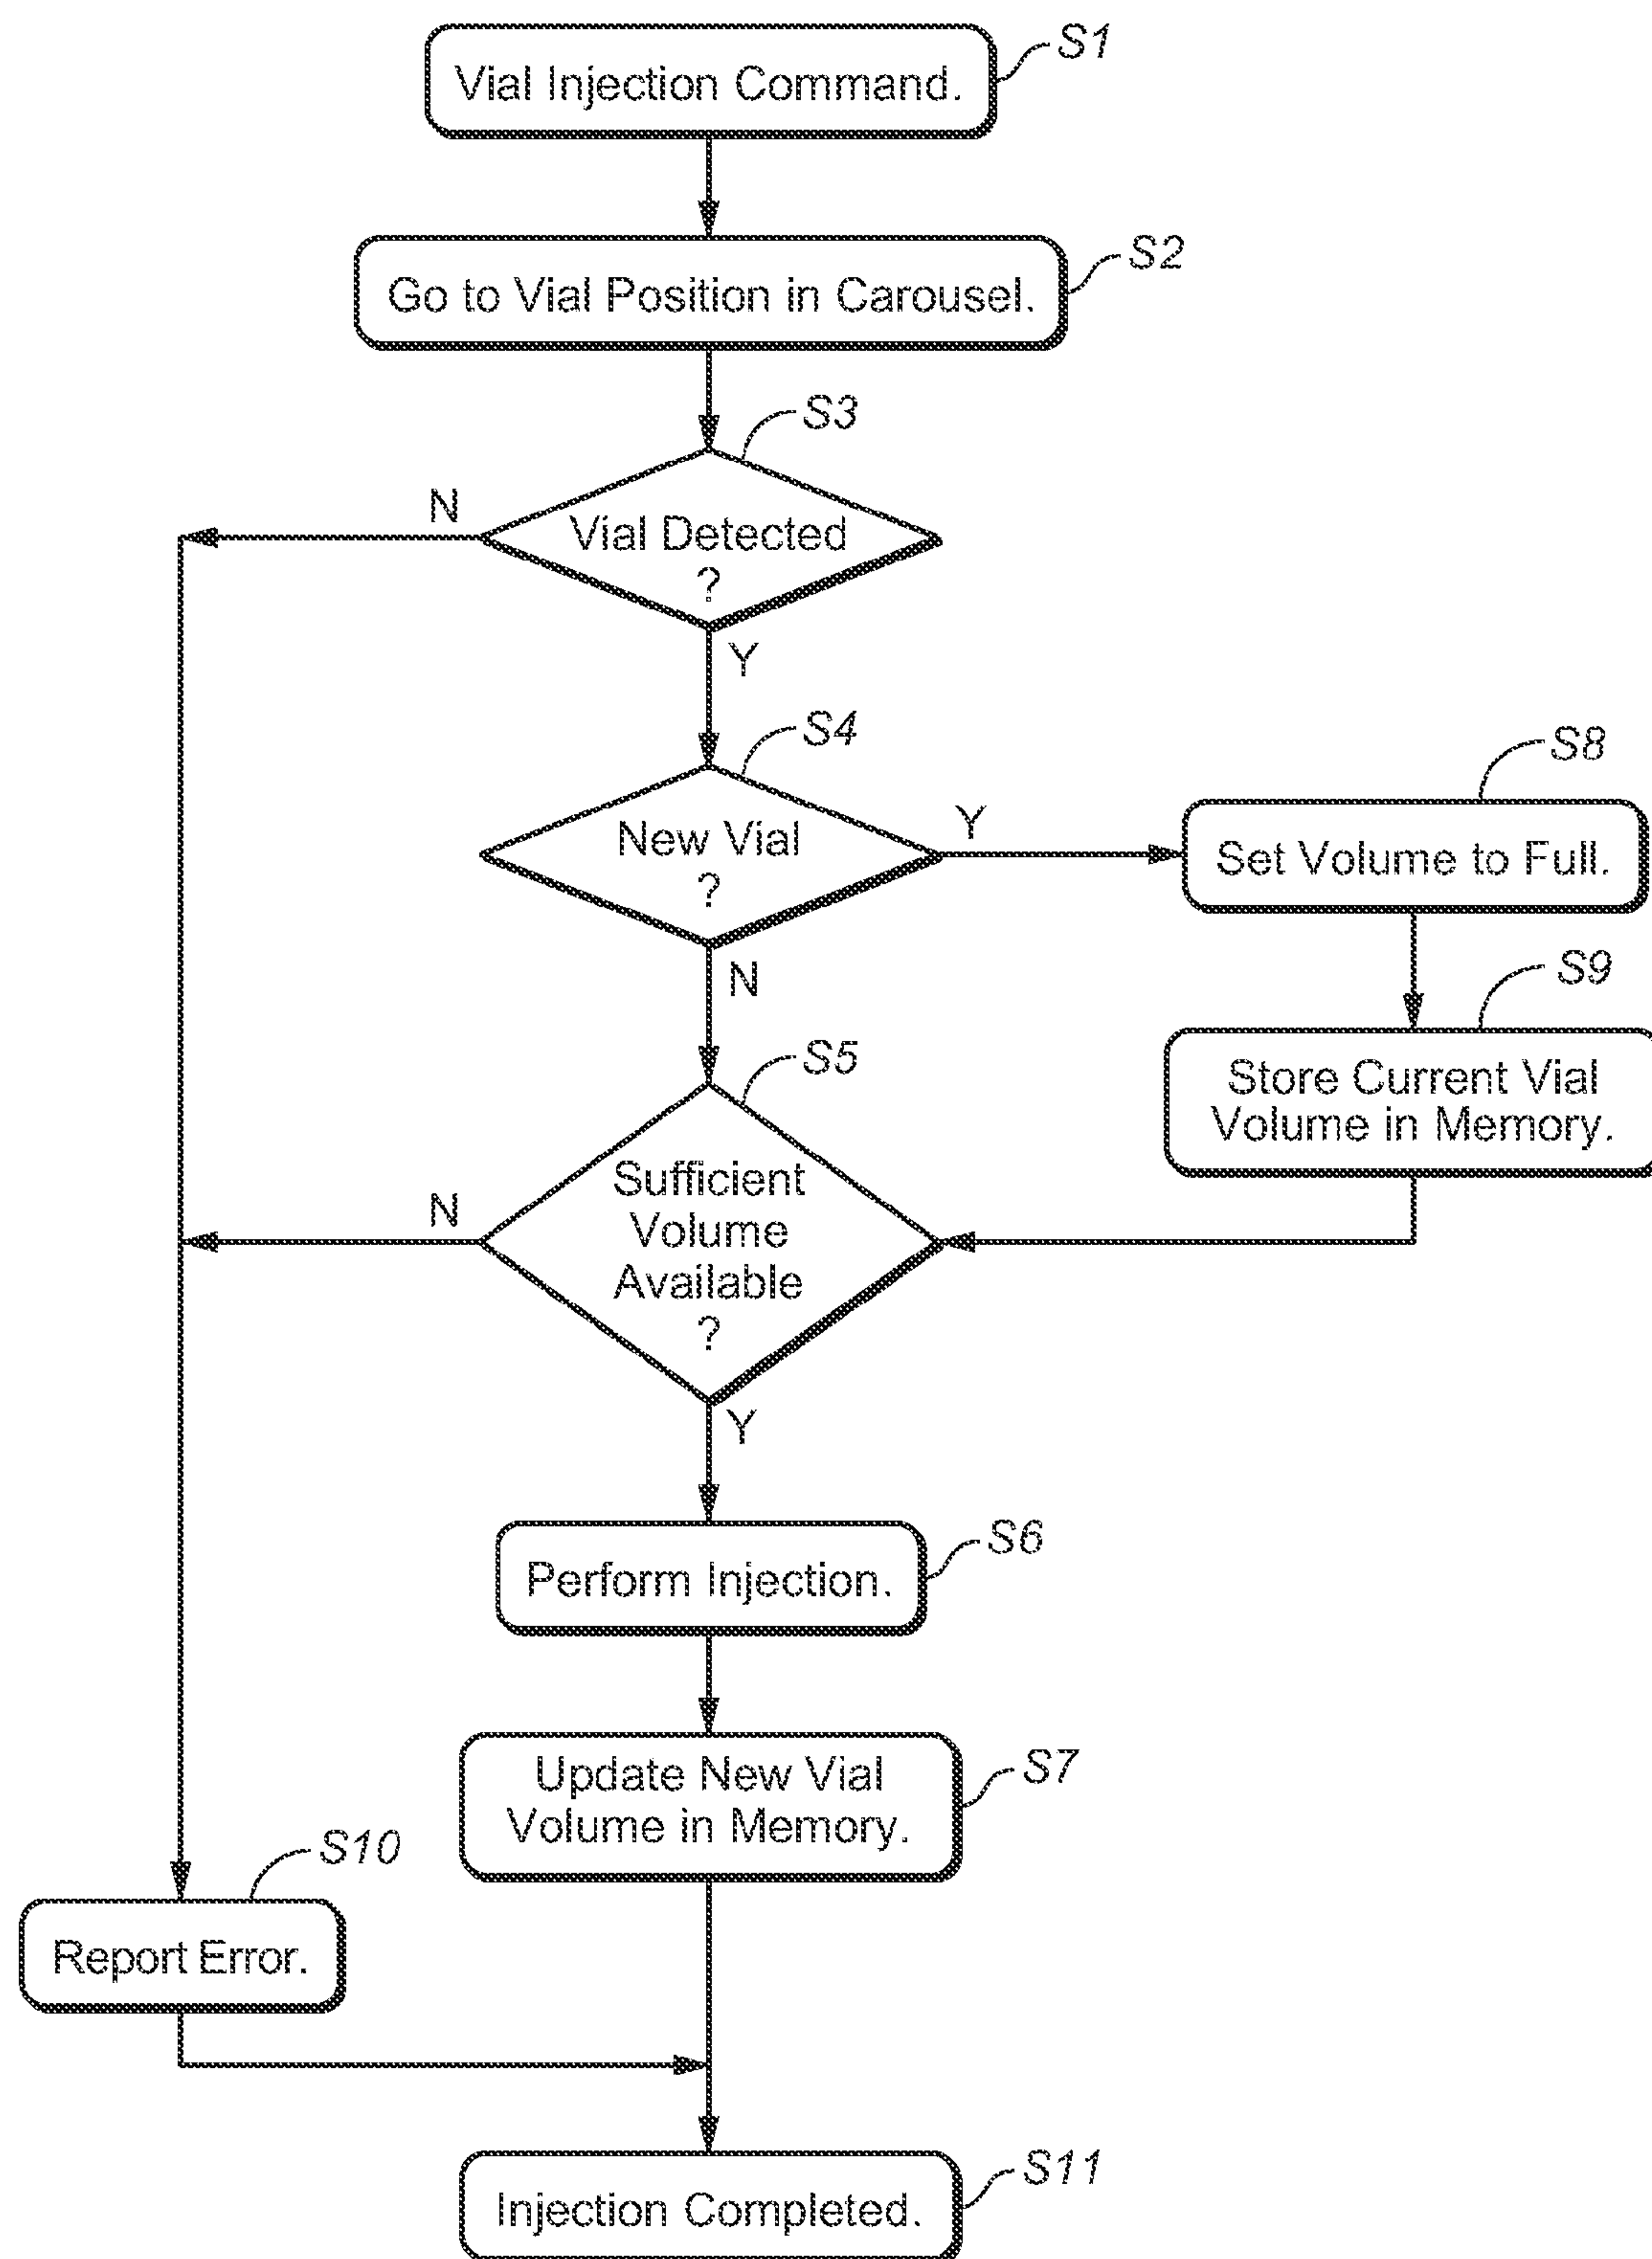 S1
Vial Injection Command.
S2
Go to Vial Position in Carousel.
S3
N
Vial Detected
?
Y
S4
S8
New Vial
?
Y
Set Volume to Full.
N
S9
Store Current Vial
Volume in Memory.
S5
Sufficient
Volume
Available
?
N
Y
S6
Perform Injection.
S7
Update New Vial
Volume in Memory.
S10
Report Error.
S11
Injection Completed.